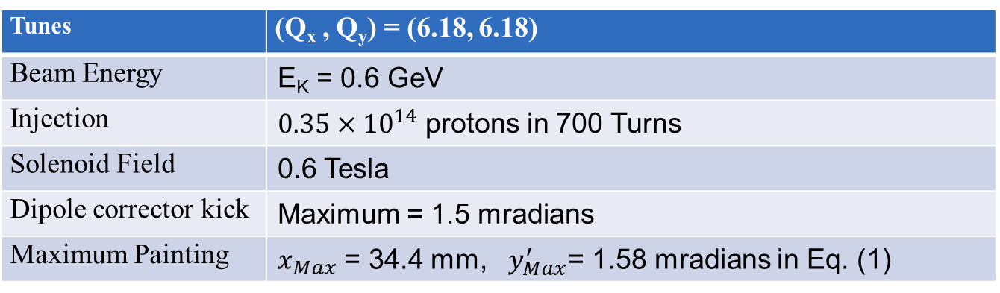 Tunes (Qx , Qy) = (6.18, 6.18)
Beam Energy EK = 0.6 GeV
Injection 0.35 × 10^14 protons in 700 Turns
Solenoid Field 0.6 Tesla
Dipole corrector kick Maximum = 1.5 mradians
Maximum Painting xMax = 34.4 mm, y′Max= 1.58 mradians in Eq. (1)